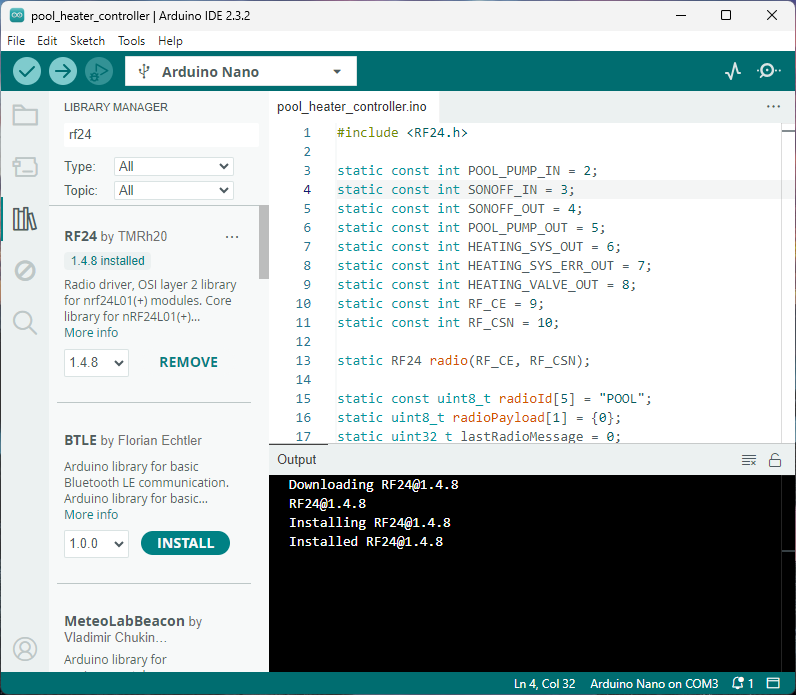 pool_heater_controller | Arduino IDE 2.3.2
File Edit Sketch Tools Help
Arduino Nano
LIBRARY MANAGER
rf24
Type: All
Topic: All
RF24 by TMRh20
1.4.8 installed
Radio driver, OSI layer 2 library
for nrf24L01(+) modules. Core
library for nRF24L01(+)...
More info
1.4.8 REMOVE
BTLE by Florian Echtler
Arduino library for basic
Bluetooth LE communication.
Arduino library for basic...
More info
1.0.0 INSTALL
MeteoLabBeacon by
Vladimir Chukin...
Arduino library for
pool_heater_controller.ino
1 #include <RF24.h>
2
3 static const int POOL_PUMP_IN = 2;
4 static const int SONOFF_IN = 3;
5 static const int SONOFF_OUT = 4;
6 static const int POOL_PUMP_OUT = 5;
7 static const int HEATING_SYS_OUT = 6;
8 static const int HEATING_SYS_ERR_OUT = 7;
9 static const int HEATING_VALVE_OUT = 8;
10 static const int RF_CE = 9;
11 static const int RF_CSN = 10;
12
13 static RF24 radio(RF_CE, RF_CSN);
14
15 static const uint8_t radioId[5] = "POOL";
16 static uint8_t radioPayload[1] = {0};
17 static uint32_t lastRadioMessage = 0;
Output
Downloading RF24@1.4.8
RF24@1.4.8
Installing RF24@1.4.8
Installed RF24@1.4.8
Ln 4, Col 32 Arduino Nano on COM3 1